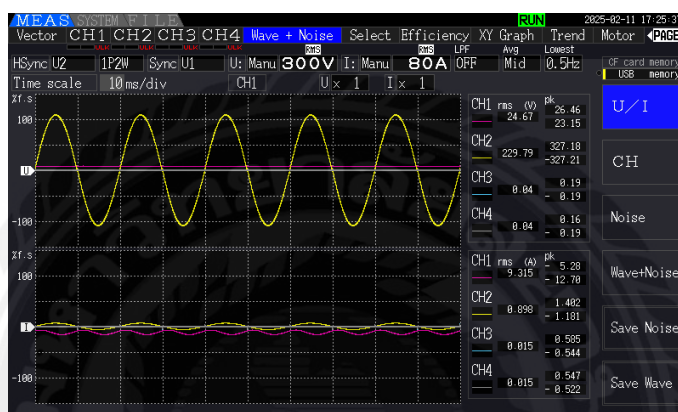 MEAS SYSTEM FILE RUN 2025-02-11 17:25:3
Vector CH1 CH2 CH3 CH4 Wave + Noise Select Efficiency XY Graph Trend Motor PAGE
RMS RMS LPF Avg Lowest
HSync U2 1P2W Sync U1 U: Manu 300V I: Manu 80A OFF Mid 0.5Hz CF card memory
USB memory
Time scale 10 ms/div CH1 U x 1 I x 1
%f.s
100
U
-100
%f.s
100
I
-100
CH1 rms (V) pk
24.67 26.46
23.15
CH2
229.79 327.18
-327.21
CH3
0.04 0.19
- 0.19
CH4
0.04 0.16
- 0.19
CH1 rms (A) pk
9.315 - 5.28
- 12.70
CH2
0.898 1.402
- 1.181
CH3
0.015 0.585
- 0.544
CH4
0.015 0.547
- 0.522
U/I
CH
Noise
Wave+Noise
Save Noise
Save Wave